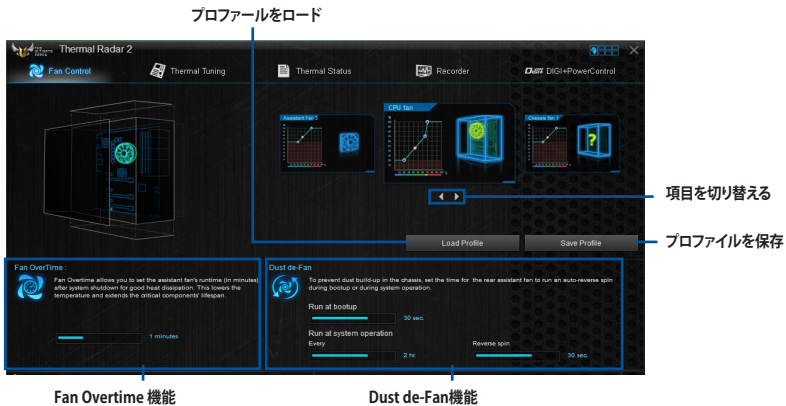 プロファールをロード
THE ULTIMATE FORCE
Thermal Radar 2
Fan Control
Thermal Tuning
Thermal Status
Recorder
DIGI+PowerControl
Assistant Fan 3
CPU fan
Chassis fan 1
項目を切り替える
Load Profile
Save Profile
プロファイルを保存
Fan OverTime :
Fan Overtime allows you to set the assistant fan's runtime (in minutes)
after system shutdown for good heat dissipation. This lowers the
temperature and extends the critical components' lifespan.
1 minutes
Dust de-Fan
To prevent dust build-up in the chassis, set the time for the rear assistant fan to run an auto-reverse spin
during bootup or during system operation.
Run at bootup
30 sec.
Run at system operation
Every
Reverse spin
2 hr.
30 sec.
Fan Overtime 機能
Dust de-Fan機能